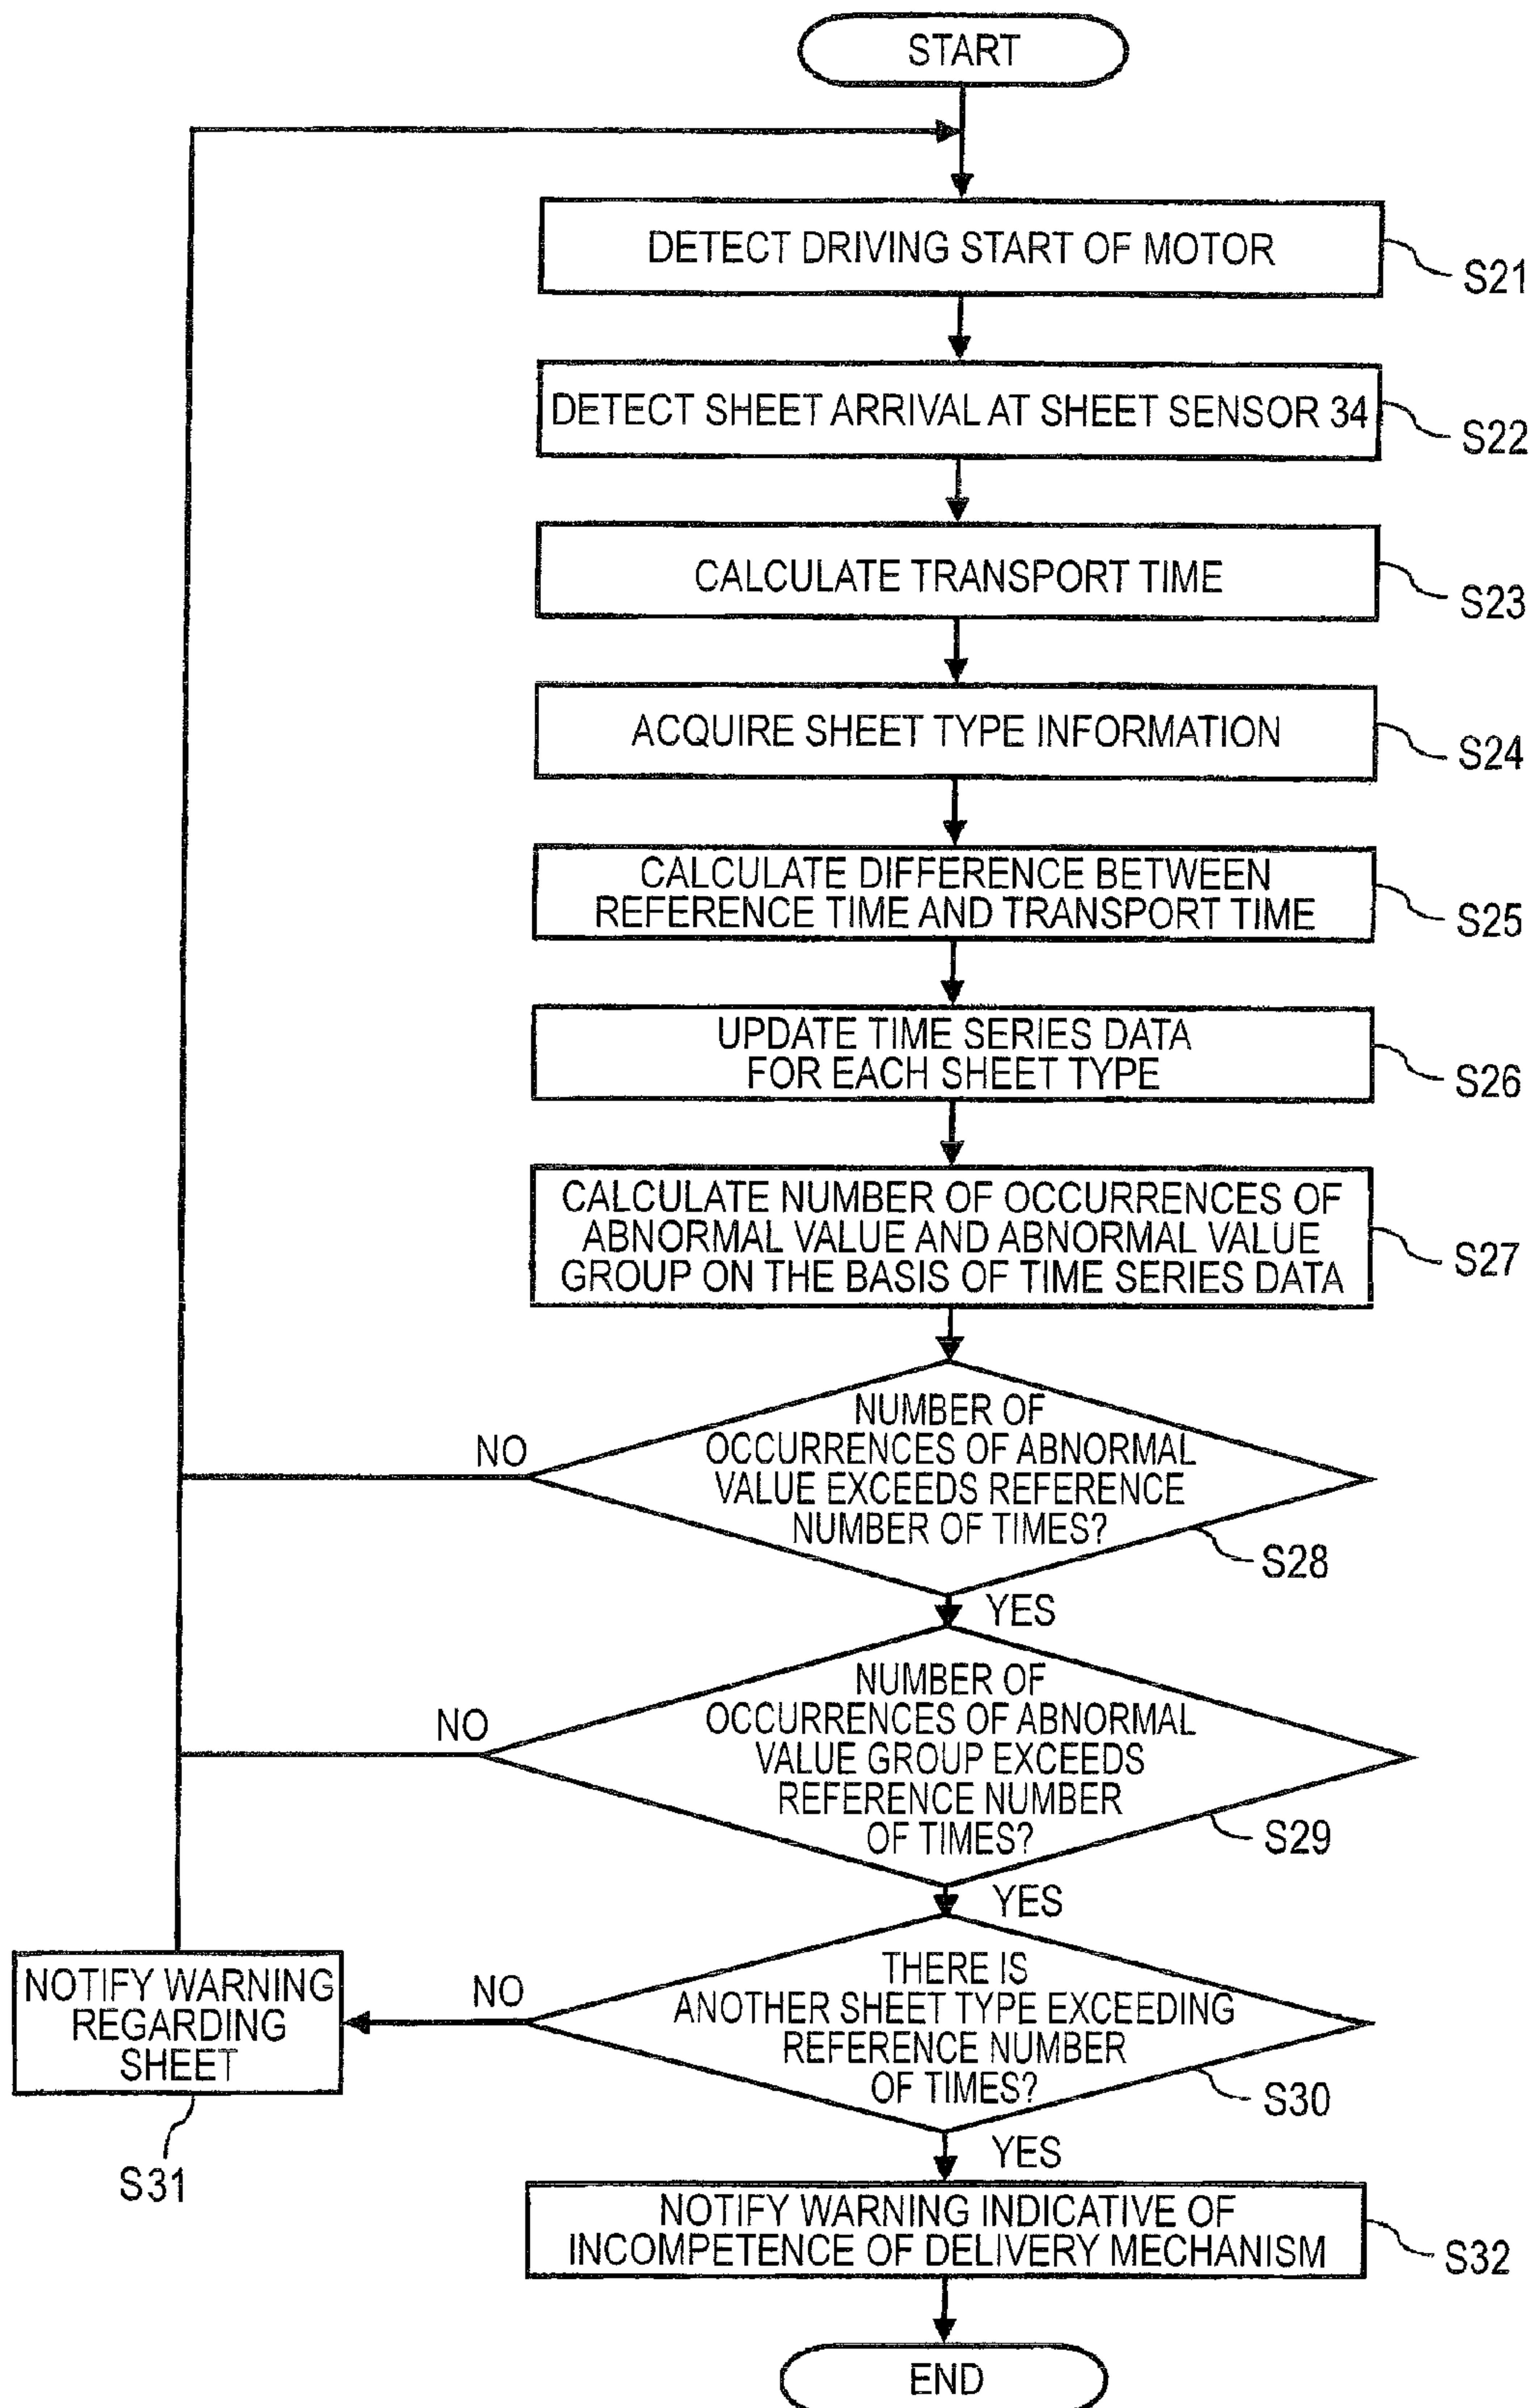 START
DETECT DRIVING START OF MOTOR
S21
DETECT SHEET ARRIVAL AT SHEET SENSOR 34
S22
CALCULATE TRANSPORT TIME
S23
ACQUIRE SHEET TYPE INFORMATION
S24
CALCULATE DIFFERENCE BETWEEN
REFERENCE TIME AND TRANSPORT TIME
S25
UPDATE TIME SERIES DATA
FOR EACH SHEET TYPE
S26
CALCULATE NUMBER OF OCCURRENCES OF
ABNORMAL VALUE AND ABNORMAL VALUE
GROUP ON THE BASIS OF TIME SERIES DATA
S27
NUMBER OF
OCCURRENCES OF ABNORMAL
VALUE EXCEEDS REFERENCE
NUMBER OF TIMES?
NO
S28
YES
NUMBER OF
OCCURRENCES OF ABNORMAL
VALUE GROUP EXCEEDS
REFERENCE NUMBER
OF TIMES?
NO
S29
YES
THERE IS
ANOTHER SHEET TYPE EXCEEDING
REFERENCE NUMBER
OF TIMES?
NO
S30
NOTIFY WARNING
REGARDING
SHEET
S31
YES
NOTIFY WARNING INDICATIVE OF
INCOMPETENCE OF DELIVERY MECHANISM
S32
END